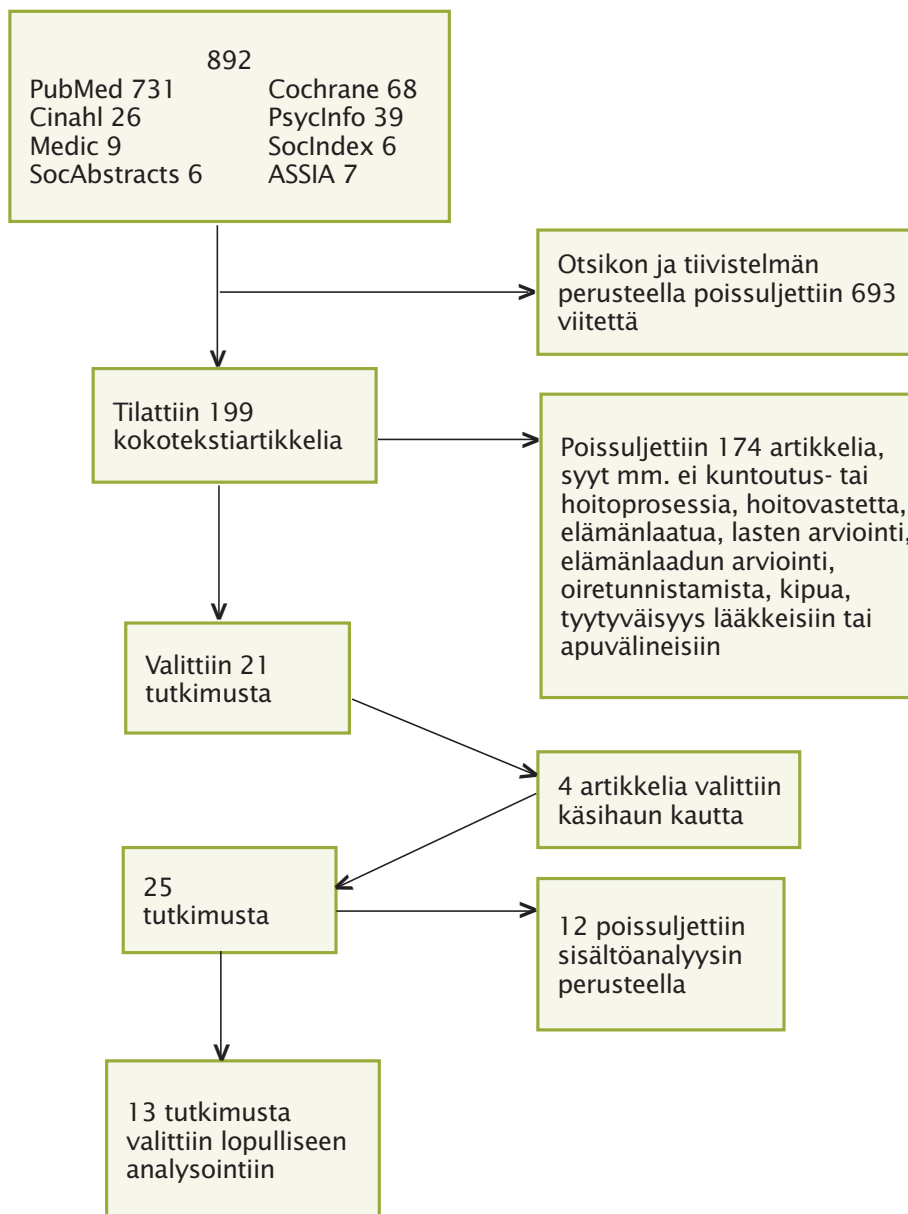 892
PubMed 731 Cochrane 68
Cinahl 26 PsycInfo 39
Medic 9 SocIndex 6
SocAbstracts 6 ASSIA 7
Otsikon ja tiivistelmän
perusteella poissuljettiin 693
viitettä
Tilattiin 199
kokotekstiartikkelia
Poissuljettiin 174 artikkelia,
syyt mm. ei kuntoutus- tai
hoitoprosessia, hoitovastetta,
elämänlaatua, lasten arviointi,
elämänlaadun arviointi,
oiretunnistamista, kipua,
tyytyväisyys lääkkeisiin tai
apuvälineisiin
Valittiin 21
tutkimusta
4 artikkelia valittiin
käsihaun kautta
25
tutkimusta
12 poissuljettiin
sisältöanalyysin
perusteella
13 tutkimusta
valittiin lopulliseen
analysointiin